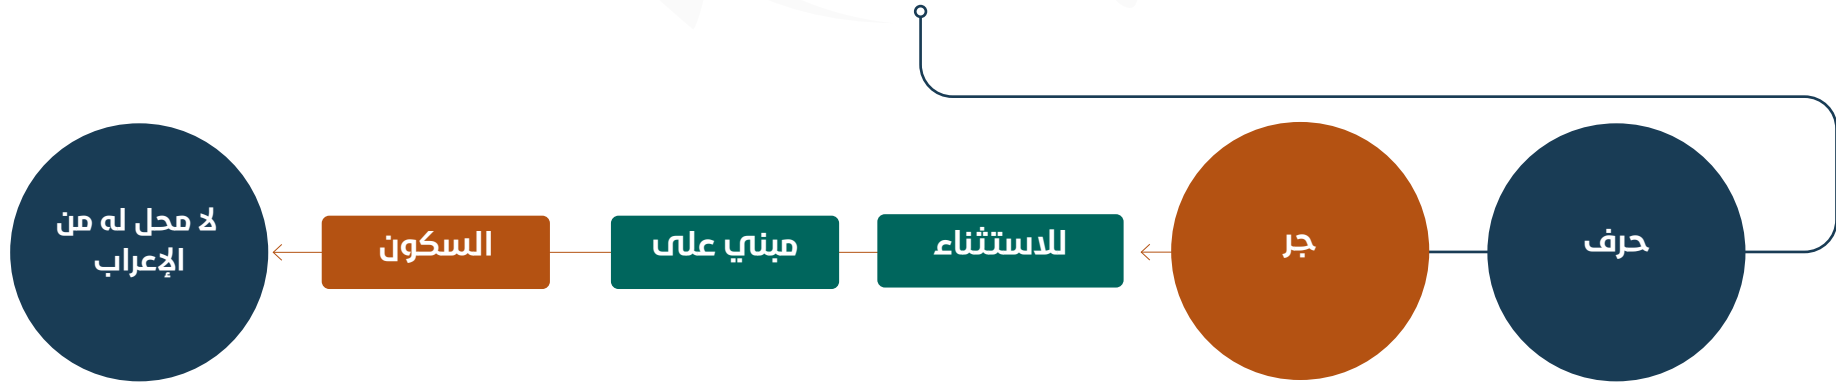 حرف
جر
للاستثناء
مبني على
السكون
لا محل له من
الإعراب